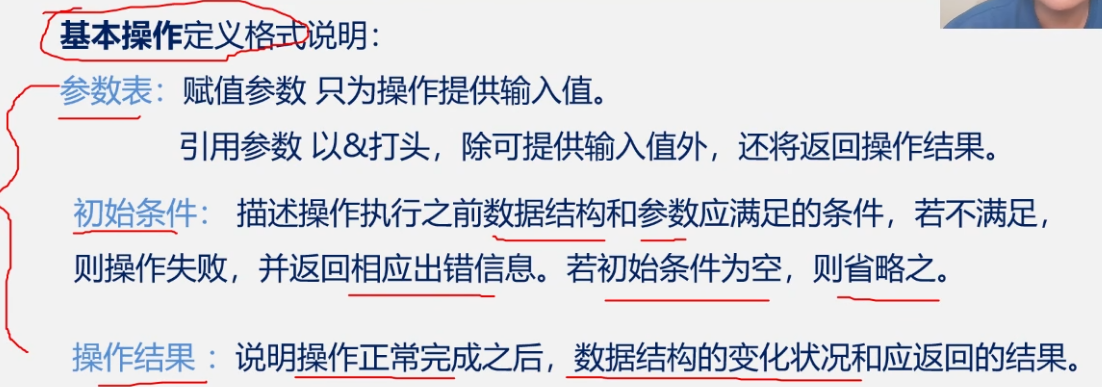 基本操作定义格式说明：
参数表：赋值参数 只为操作提供输入值。
引用参数 以&打头，除可提供输入值外，还将返回操作结果。
初始条件： 描述操作执行之前数据结构和参数应满足的条件，若不满足，
则操作失败，并返回相应出错信息。若初始条件为空，则省略之。
操作结果 ：说明操作正常完成之后，数据结构的变化状况和应返回的结果。